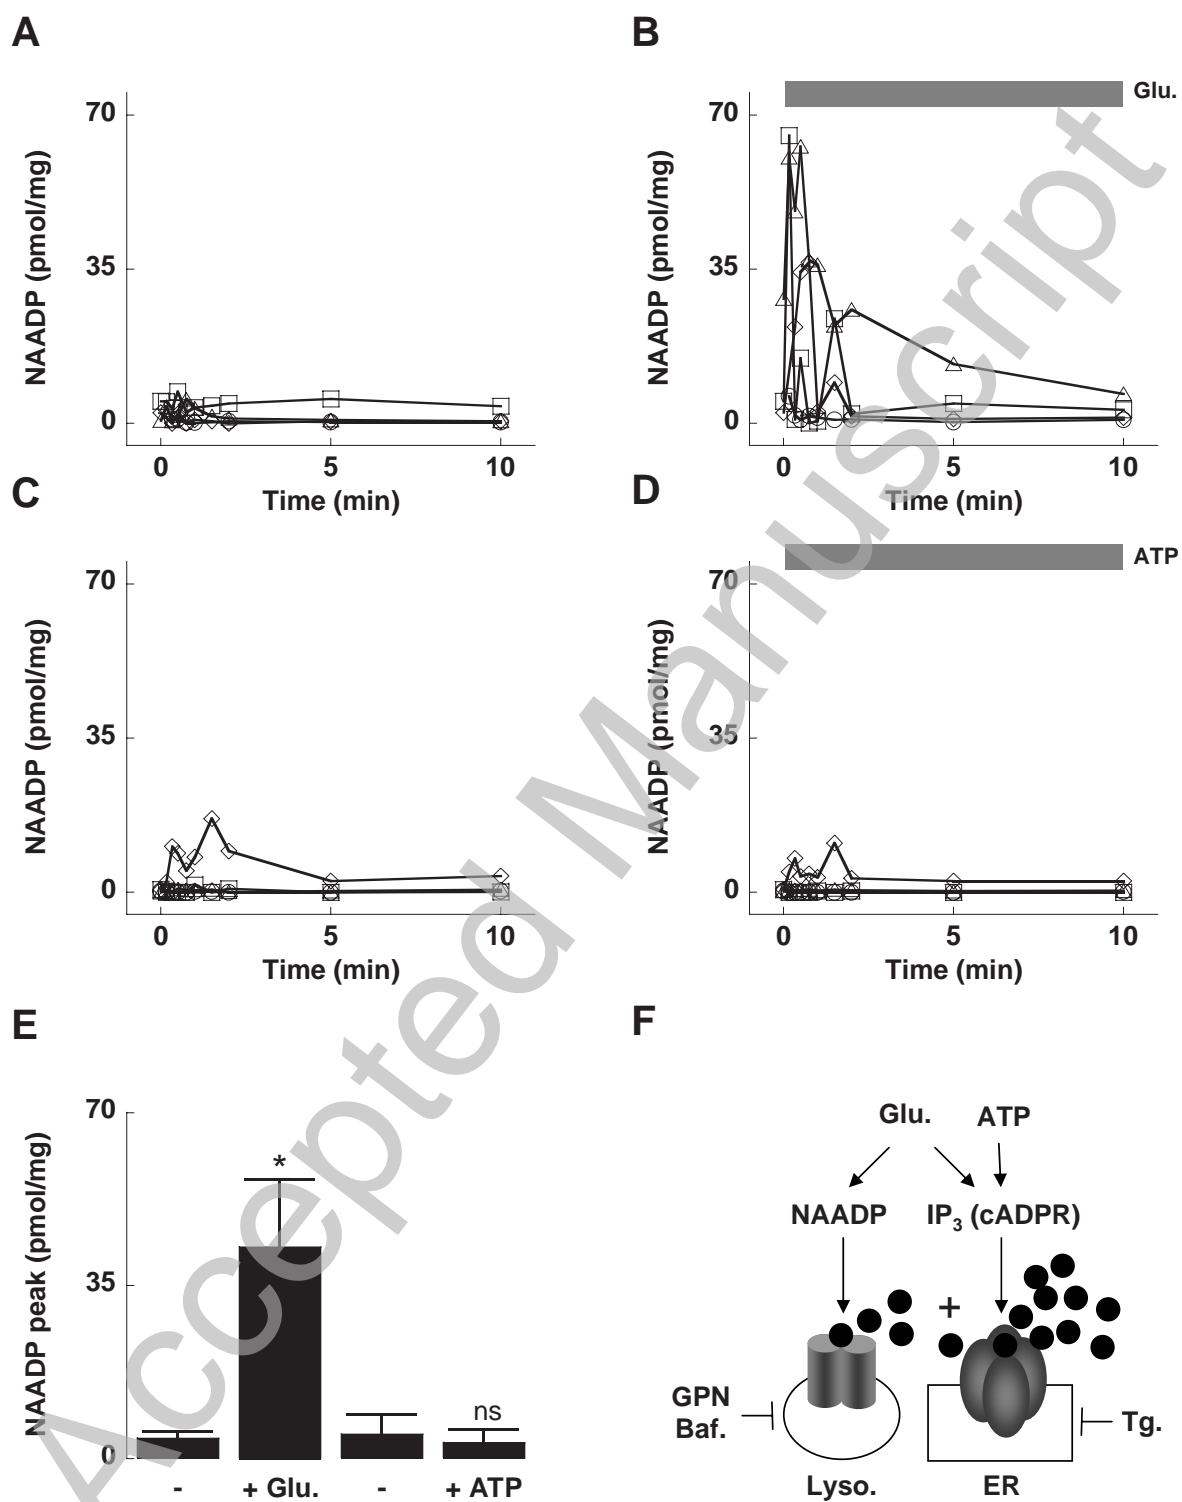 A
70
35
0
NAADP (pmol/mg)
0 5 10
Time (min)
B
Glu.
70
35
0
NAADP (pmol/mg)
0 5 10
Time (min)
C
70
35
0
NAADP (pmol/mg)
0 5 10
Time (min)
D
ATP
70
35
0
NAADP (pmol/mg)
0 5 10
Time (min)
E
70
35
0
NAADP peak (pmol/mg)
*
ns
- + Glu. - + ATP
F
Glu. ATP
NAADP IP₃ (cADPR)
+
GPN
Baf.
Tg.
Lyso. ER
Accepted Manuscript